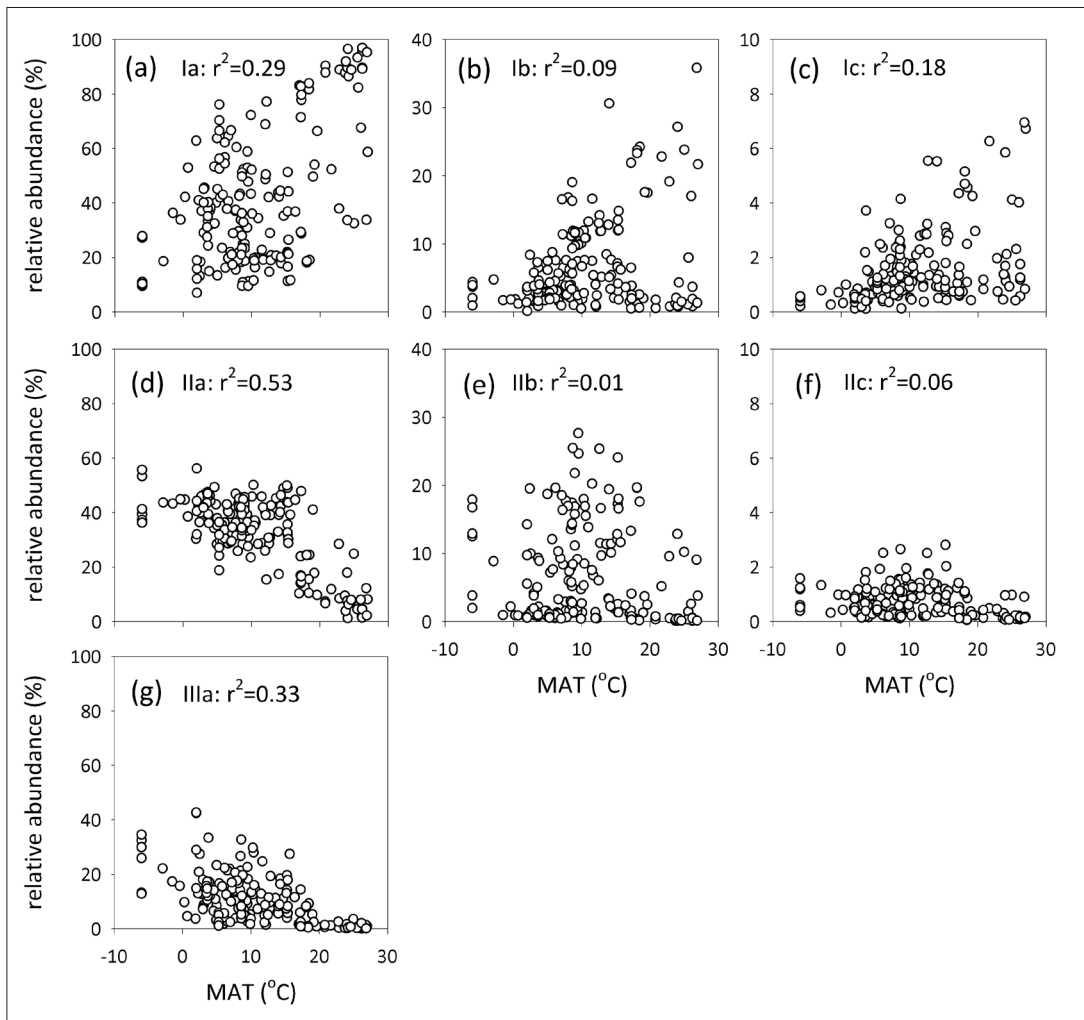 (a) Ia: r²=0.29
relative abundance (%)
100
80
60
40
20
0
(b) Ib: r²=0.09
40
30
20
10
0
(c) Ic: r²=0.18
10
8
6
4
2
0
(d) IIa: r²=0.53
relative abundance (%)
100
80
60
40
20
0
(e) IIb: r²=0.01
40
30
20
10
0
-10 0 10 20 30
MAT (°C)
(f) IIc: r²=0.06
10
8
6
4
2
0
-10 0 10 20 30
MAT (°C)
(g) IIIa: r²=0.33
relative abundance (%)
100
80
60
40
20
0
-10 0 10 20 30
MAT (°C)